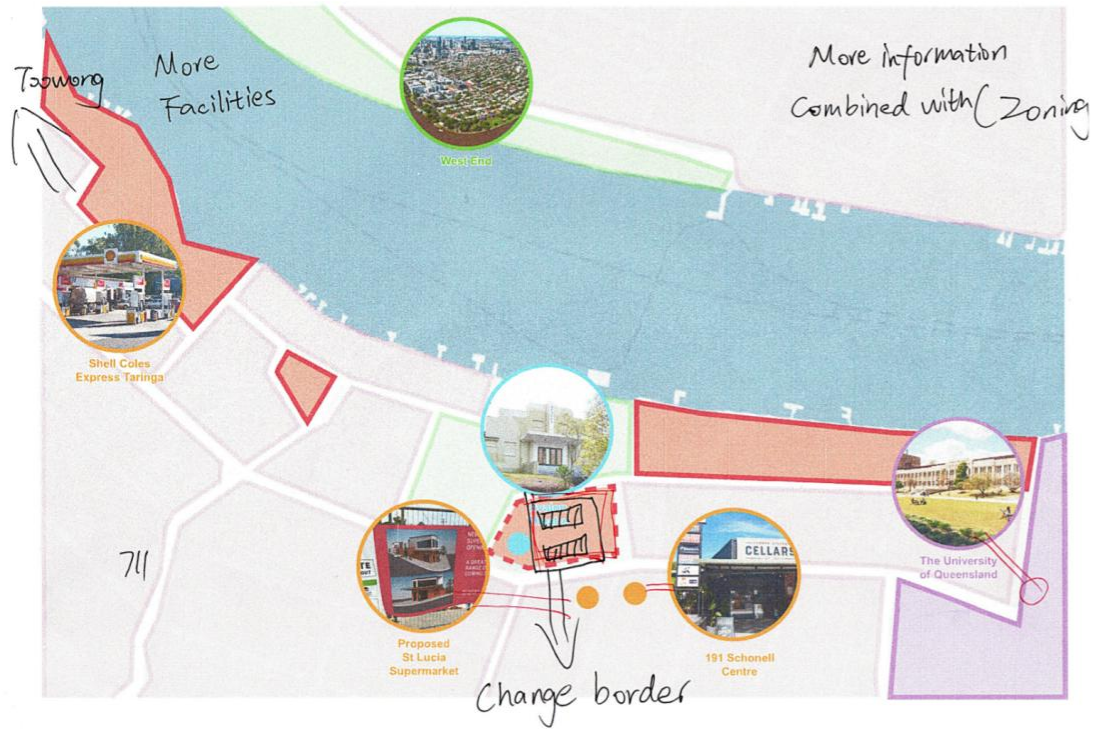 More
Facilities
Toowong
More information
Combined with (Zoning
West End
Shell Coles
Express Taringa
CELLARS
The University
of Queensland
711
Proposed
St Lucia
Supermarket
191 Schonell
Centre
Change border